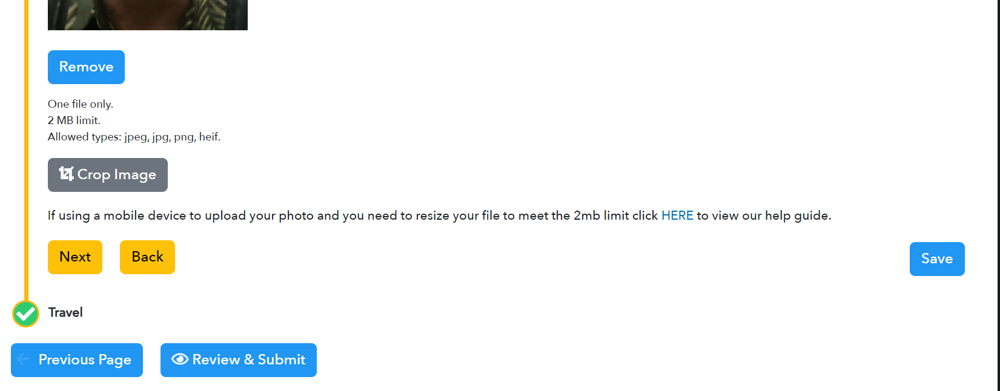 Remove
One file only.
2 MB limit.
Allowed types: jpeg, jpg, png, heif.
Crop Image
If using a mobile device to upload your photo and you need to resize your file to meet the 2mb limit click HERE to view our help guide.
Next Back
Save
Travel
Previous Page Review & Submit